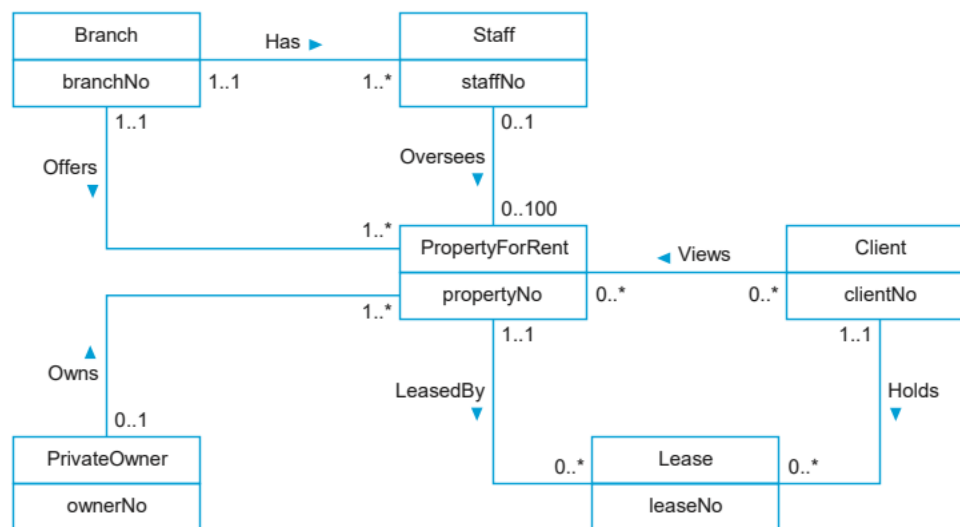 Branch
Has
Staff
branchNo
1..1
1..*
staffNo
1..1
0..1
Offers
Oversees
0..100
1..*
PropertyForRent
Views
Client
propertyNo
0..*
0..*
clientNo
1..*
1..1
1..1
Owns
LeasedBy
Holds
0..1
PrivateOwner
0..*
Lease
0..*
ownerNo
leaseNo